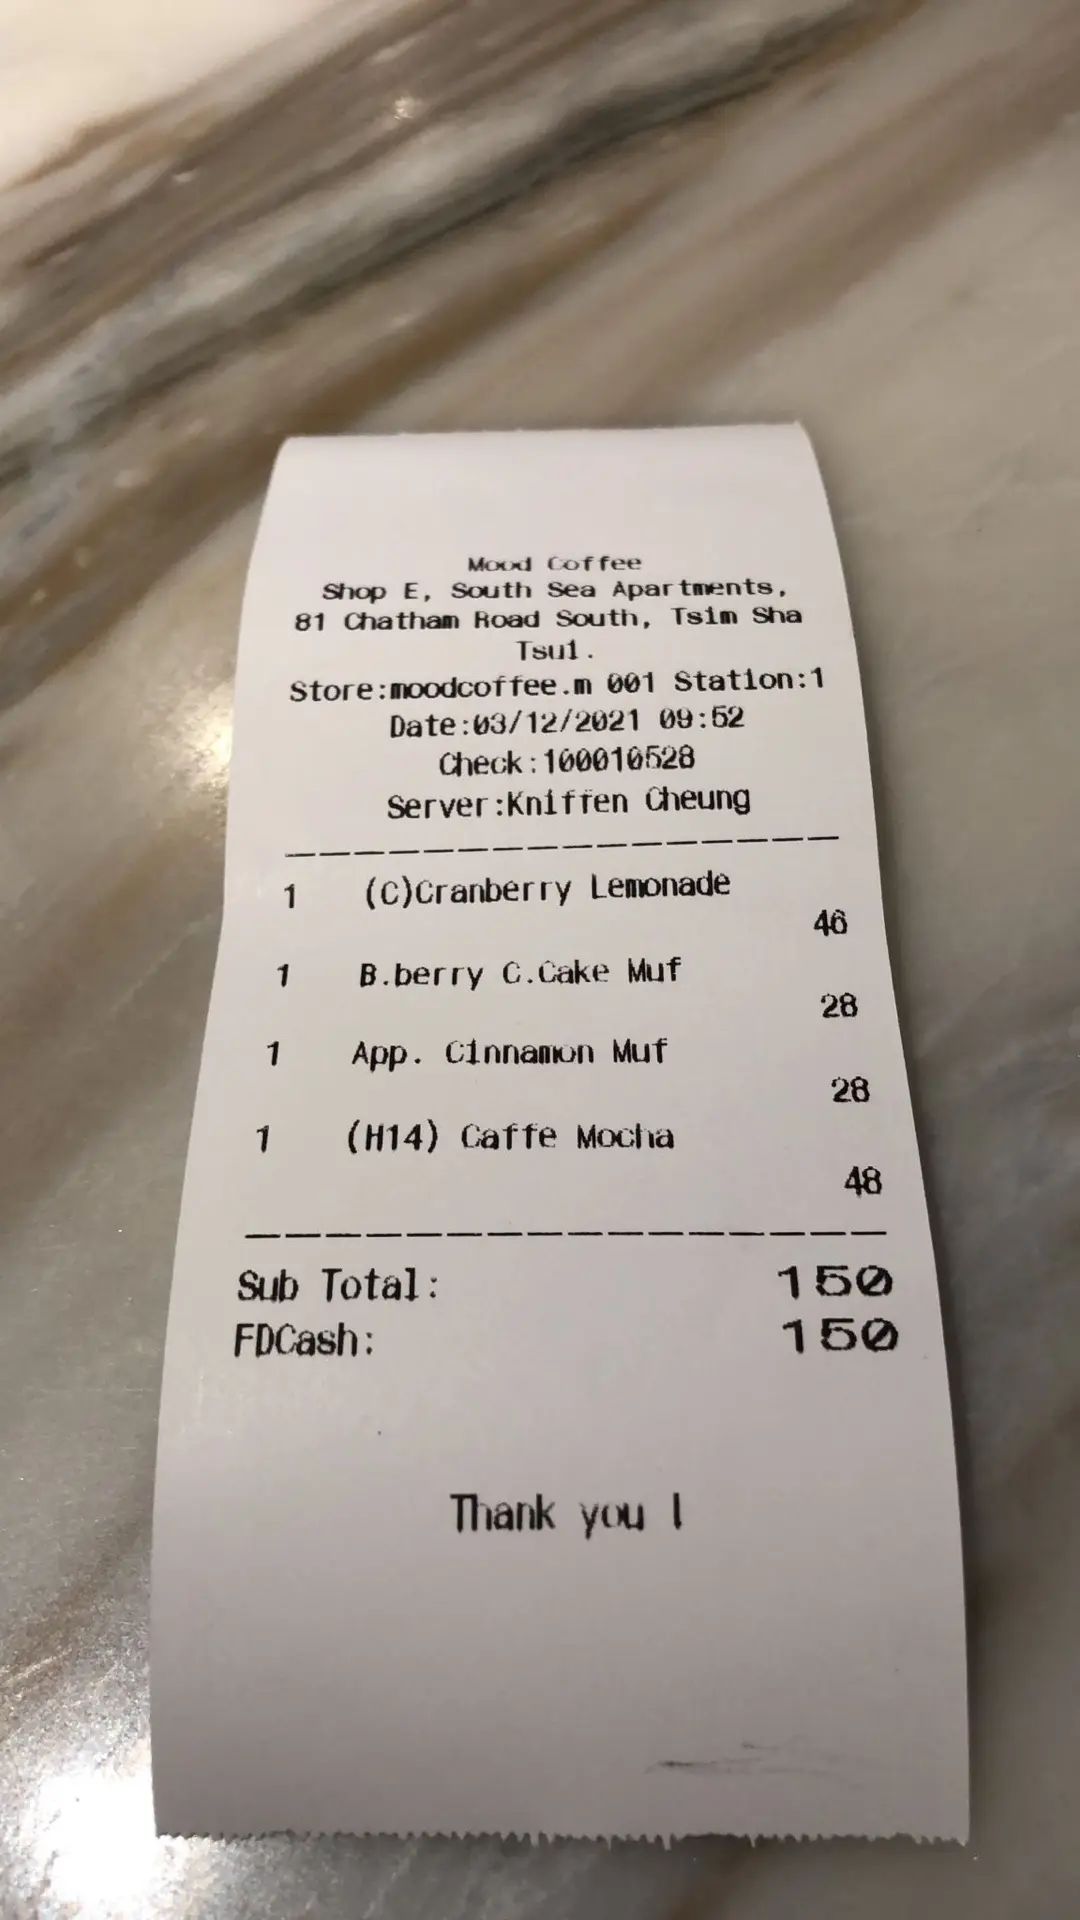 Mood Coffee
Shop E, South Sea Apartments,
81 Chatham Road South, Tsim Sha
Tsui.
Store:moodcoffee.m 001 Station:1
Date:03/12/2021 09:52
Check:100010528
Server:Kniffen Cheung
1 (C)Cranberry Lemonade
46
1 B.berry C.Cake Muf
28
1 App. Cinnamon Muf
28
1 (H14) Caffe Mocha
48
Sub Total: 150
FDCash: 150
Thank you !